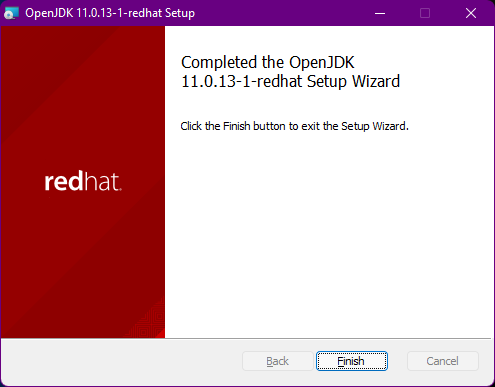 OpenJDK 11.0.13-1-redhat Setup
Completed the OpenJDK
11.0.13-1-redhat Setup Wizard
Click the Finish button to exit the Setup Wizard.
redhat.
Back
Finish
Cancel